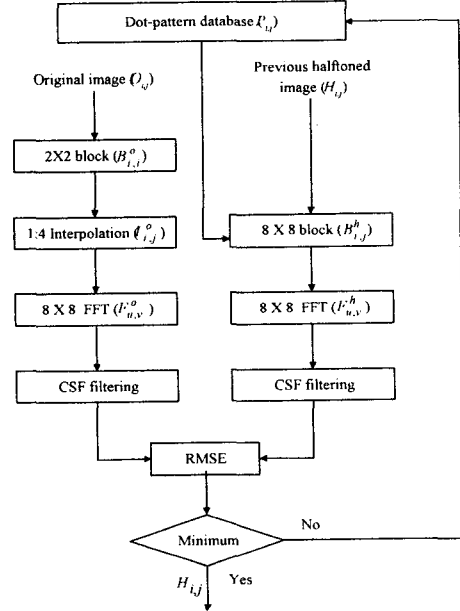 Dot-pattern database (P_{i,j})
Original image (O_{i,j})
Previous halftoned
image (H_{i,j})
2X2 block (B^o_{i,j})
1:4 Interpolation (I^o_{i,j})
8 X 8 block (B^h_{i,j})
8 X 8 FFT (F^o_{u,v})
8 X 8 FFT (F^h_{u,v})
CSF filtering
CSF filtering
RMSE
Minimum
No
H_{i,j}
Yes